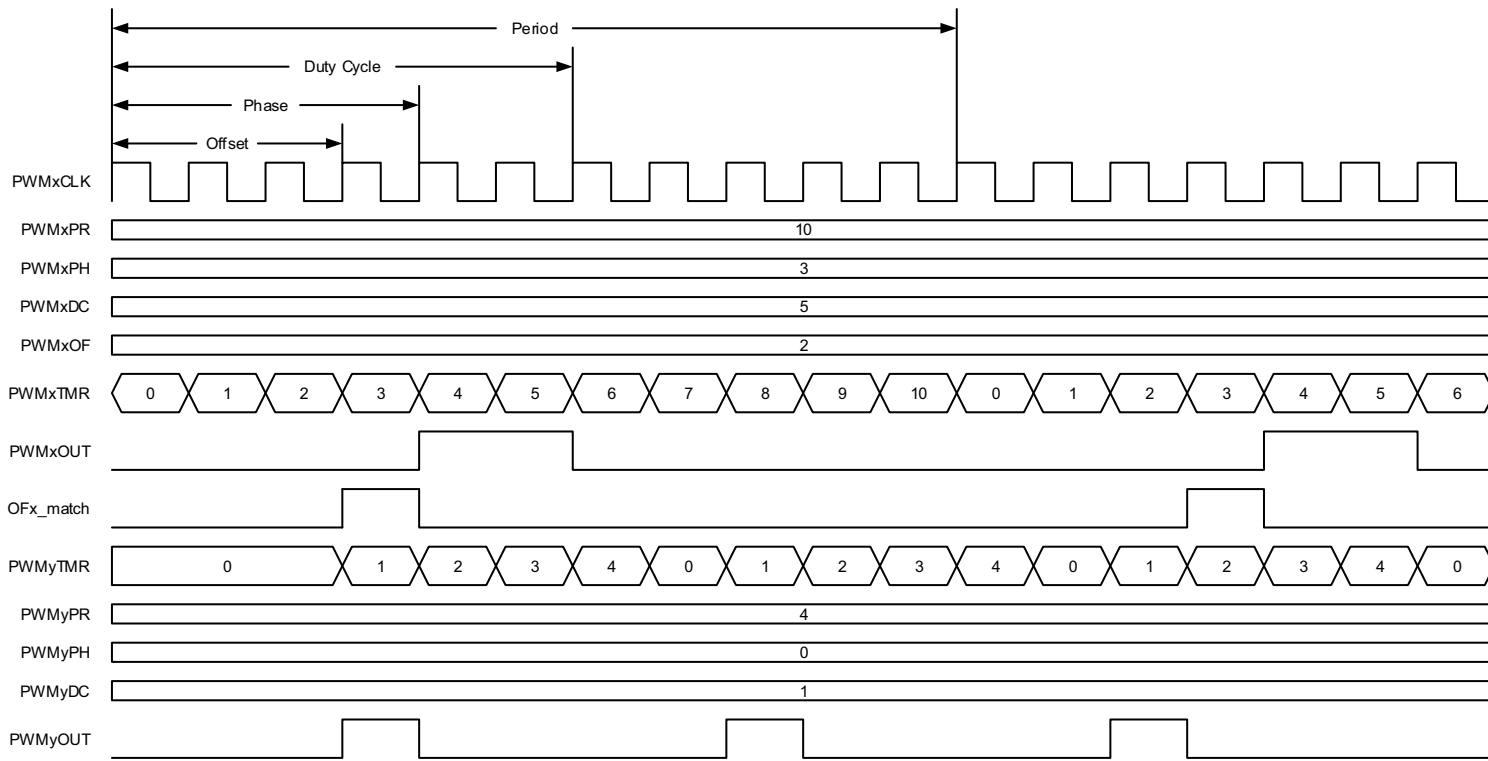 Period
Duty Cycle
Phase
Offset
PWMxCLK
PWMxPR 10
PWMxPH 3
PWMxDC 5
PWMxOF 2
PWMxTMR 0 1 2 3 4 5 6 7 8 9 10 0 1 2 3 4 5 6
PWMxOUT
OFx_match
PWMyTMR 0 1 2 3 4 0 1 2 3 4 0 1 2 3 4 0
PWMyPR 4
PWMyPH 0
PWMyDC 1
PWMyOUT